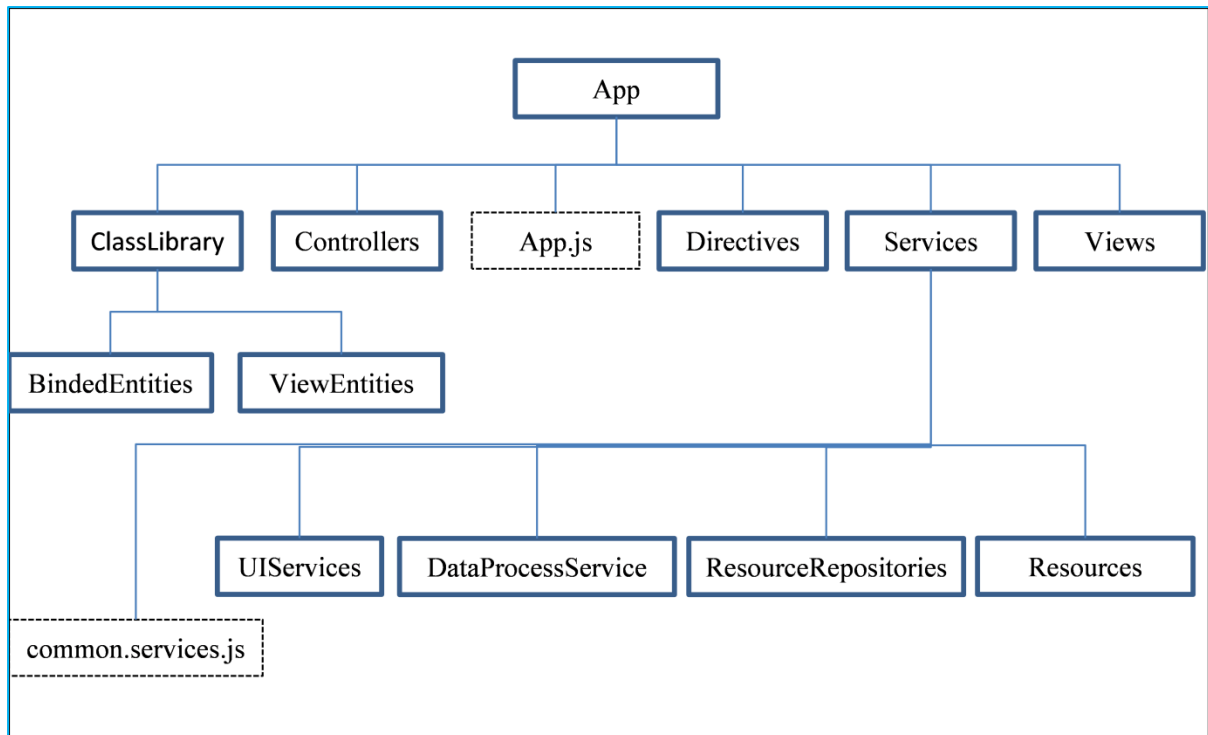 App
ClassLibrary
Controllers
App.js
Directives
Services
Views
BindedEntities
ViewEntities
UIServices
DataProcessService
ResourceRepositories
Resources
common.services.js